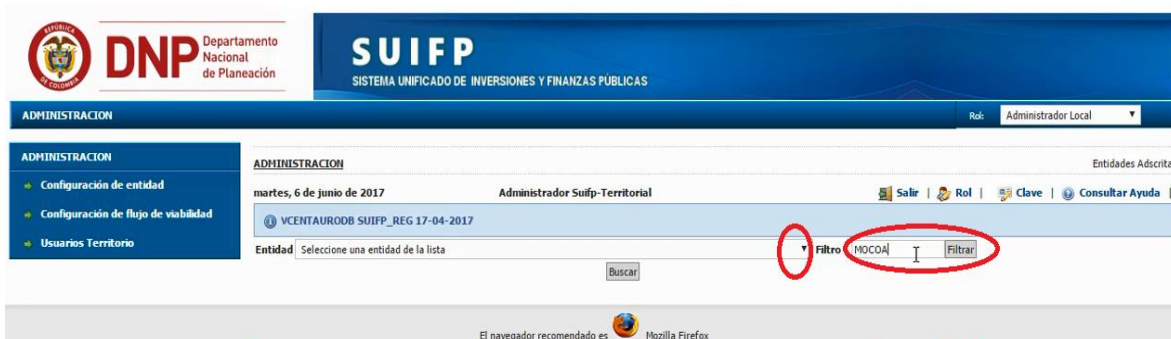 REPÚBLICA DE COLOMBIA
DNP Departamento
Nacional
de Planeación
SUIFP
SISTEMA UNIFICADO DE INVERSIONES Y FINANZAS PÚBLICAS
ADMINISTRACION
Rol: Administrador Local
ADMINISTRACION
Configuración de entidad
Configuración de flujo de viabilidad
Usuarios Territorio
ADMINISTRACION
Entidades Adscrita
martes, 6 de junio de 2017 Administrador Suifp-Territorial Salir | Rol | Clave | Consultar Ayuda |
VCENTAURODB SUIFP_REG 17-04-2017
Entidad Seleccione una entidad de la lista Filtro MOCOA Filtrar
Buscar
El navegador recomendado es Mozilla Firefox